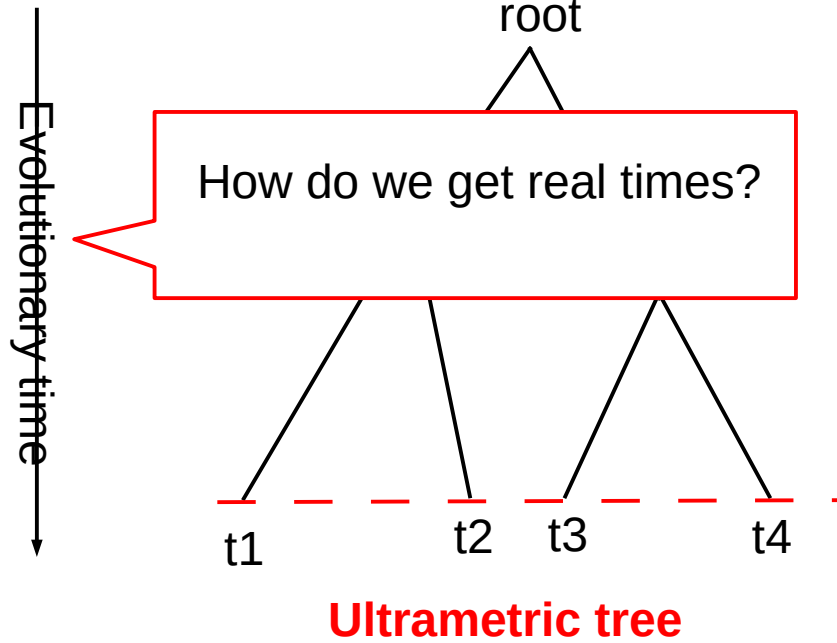 root
Evolutionary time
How do we get real times?
t1
t2
t3
t4
Ultrametric tree